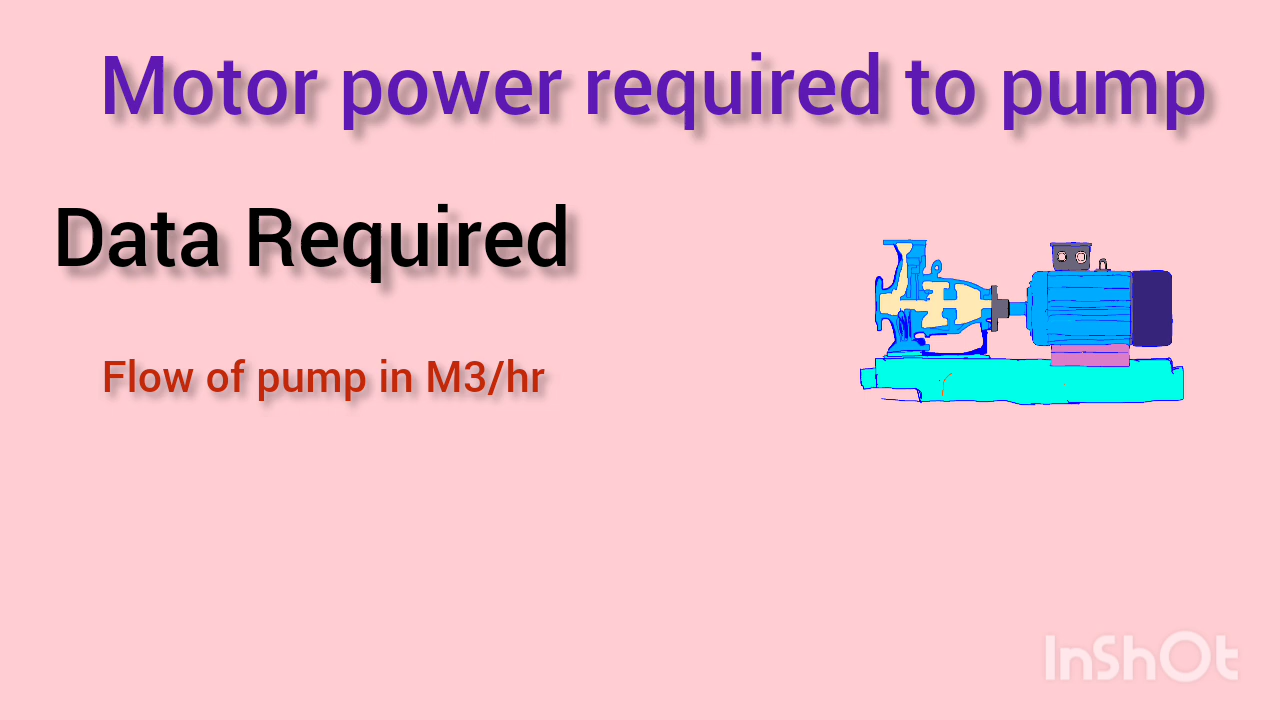 Motor power required to pump
Data Required
Flow of pump in M3/hr
InShOt